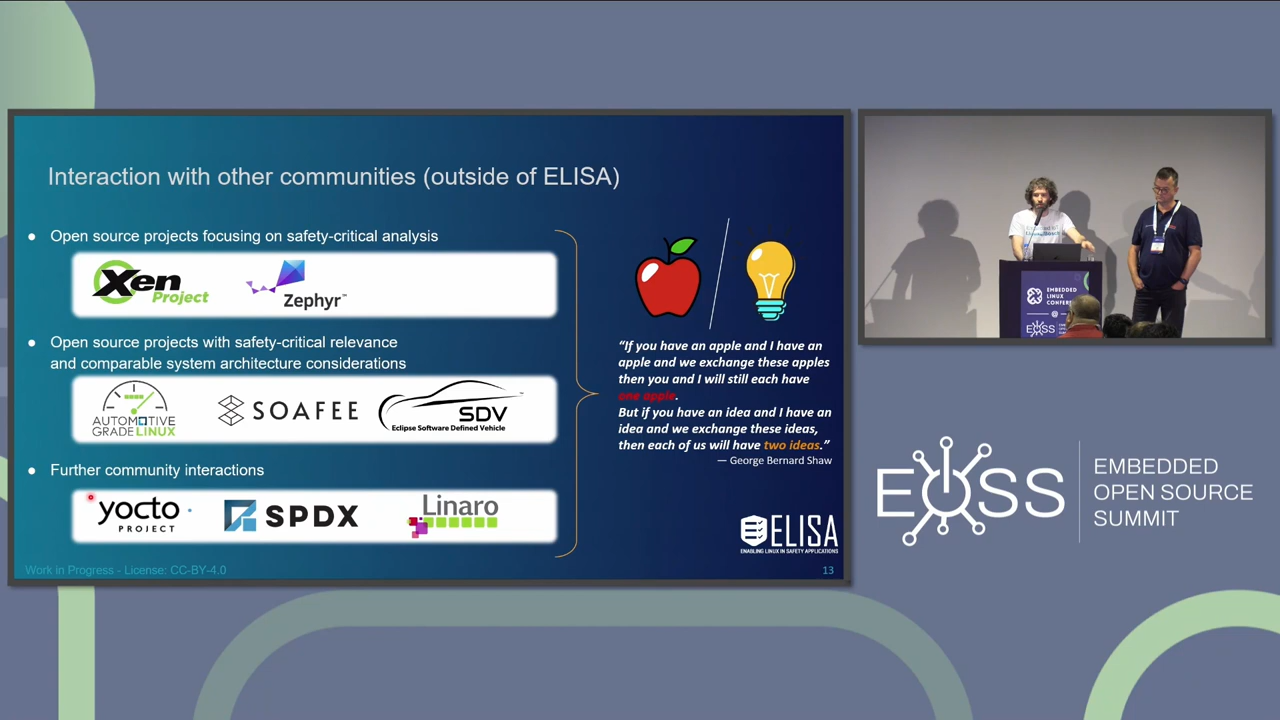 Interaction with other communities (outside of ELISA)
● Open source projects focusing on safety-critical analysis
Xen
Project
Zephyr™
● Open source projects with safety-critical relevance
and comparable system architecture considerations
AUTOMOTIVE
GRADE LINUX
SOAFEE
SDV
Eclipse Software Defined Vehicle
● Further community interactions
yocto
PROJECT
SPDX
Linaro
“If you have an apple and I have an
apple and we exchange these apples
then you and I will still each have
one apple.
But if you have an idea and I have an
idea and we exchange these ideas,
then each of us will have two ideas.”
— George Bernard Shaw
ELISA
ENABLING LINUX IN SAFETY APPLICATIONS
Work in Progress - License: CC-BY-4.0
13
EMBEDDED
LINUX
EOSS
EOSS
EMBEDDED
OPEN SOURCE
SUMMIT